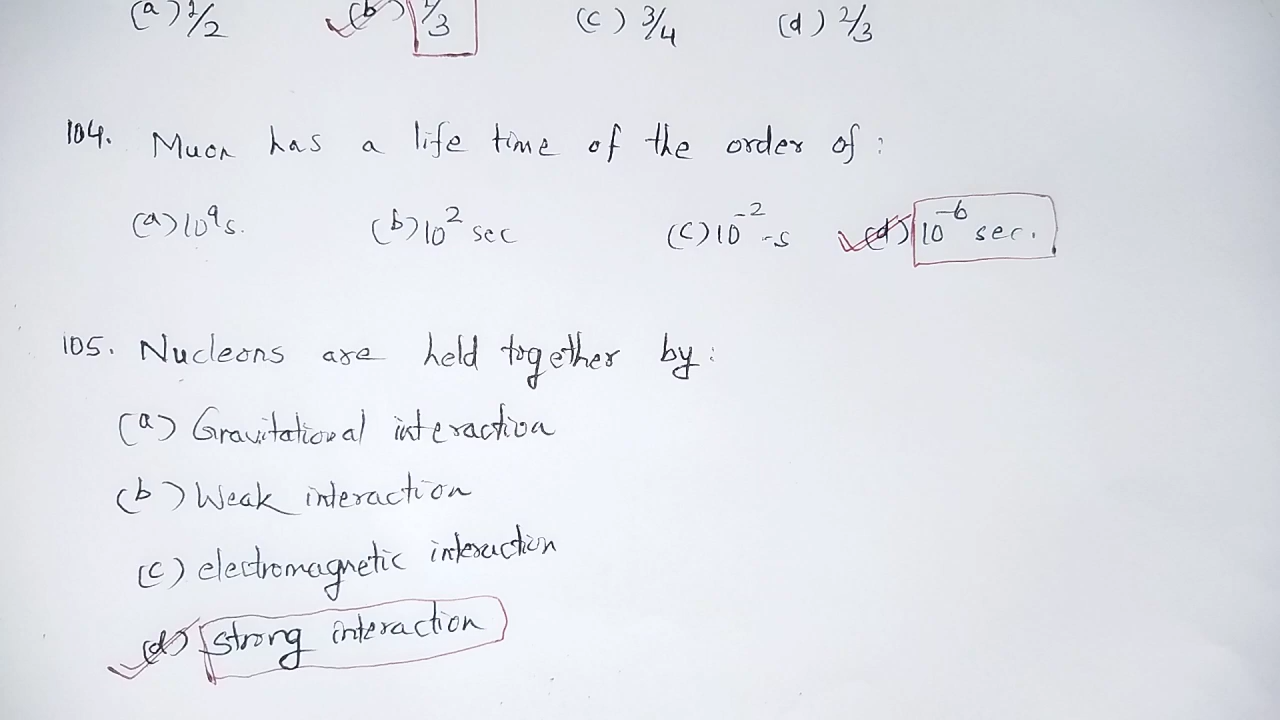 (a) 1/2 (b) 1/3 (c) 3/4 (d) 2/3
104. Muon has a life time of the order of :
(a) 10⁹s. (b) 10² sec (c) 10⁻² s (d) 10⁻⁶ sec.
105. Nucleons are held together by :
(a) Gravitational interaction
(b) Weak interaction
(c) electromagnetic interaction
(d) strong interaction